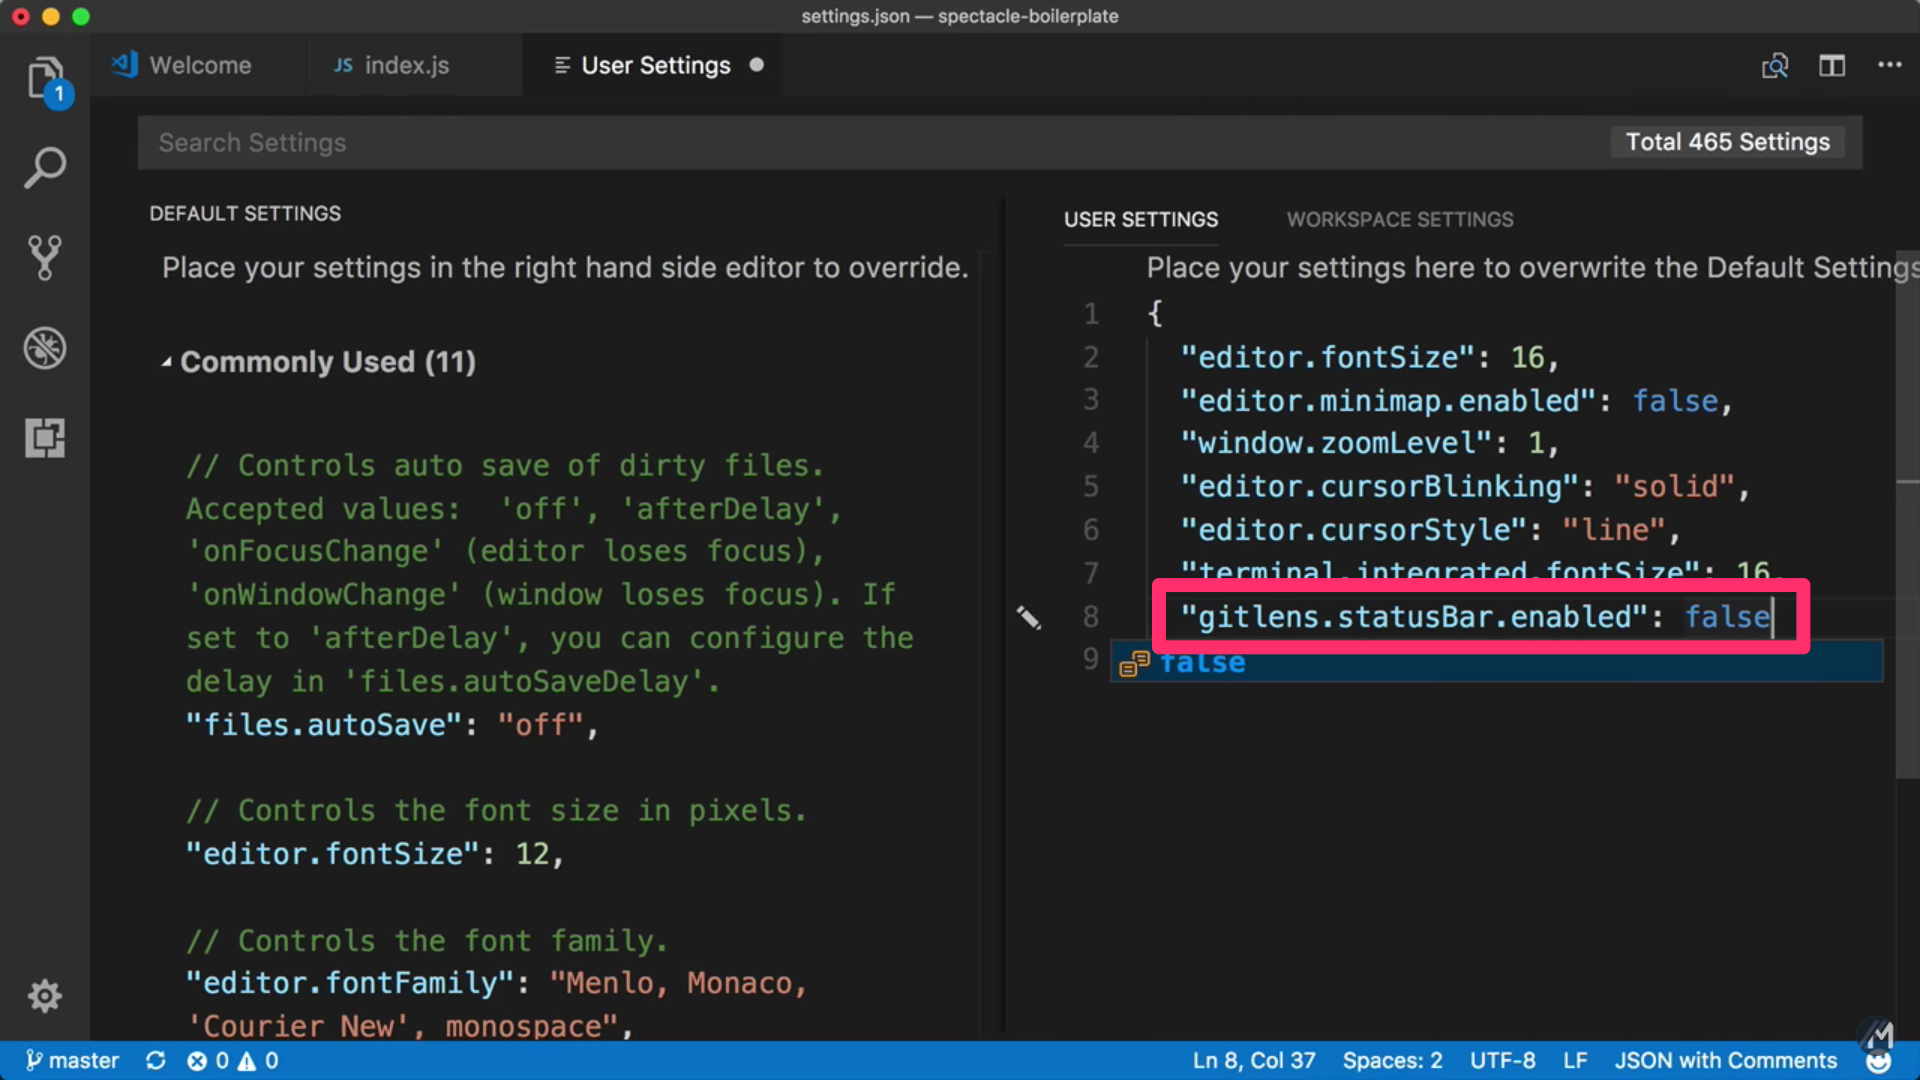 settings.json — spectacle-boilerplate
1
Welcome
JS index.js
User Settings
Search Settings
Total 465 Settings
DEFAULT SETTINGS
Place your settings in the right hand side editor to override.
Commonly Used (11)
// Controls auto save of dirty files.
Accepted values:  'off', 'afterDelay',
'onFocusChange' (editor loses focus),
'onWindowChange' (window loses focus). If
set to 'afterDelay', you can configure the
delay in 'files.autoSaveDelay'.
"files.autoSave": "off",
// Controls the font size in pixels.
"editor.fontSize": 12,
// Controls the font family.
"editor.fontFamily": "Menlo, Monaco,
'Courier New', monospace",
USER SETTINGS
WORKSPACE SETTINGS
Place your settings here to overwrite the Default Settings
1 {
2 "editor.fontSize": 16,
3 "editor.minimap.enabled": false,
4 "window.zoomLevel": 1,
5 "editor.cursorBlinking": "solid",
6 "editor.cursorStyle": "line",
7 "terminal.integrated.fontSize": 16,
8 "gitlens.statusBar.enabled": false
9
false
master
0
0
Ln 8, Col 37
Spaces: 2
UTF-8
LF
JSON with Comments
M